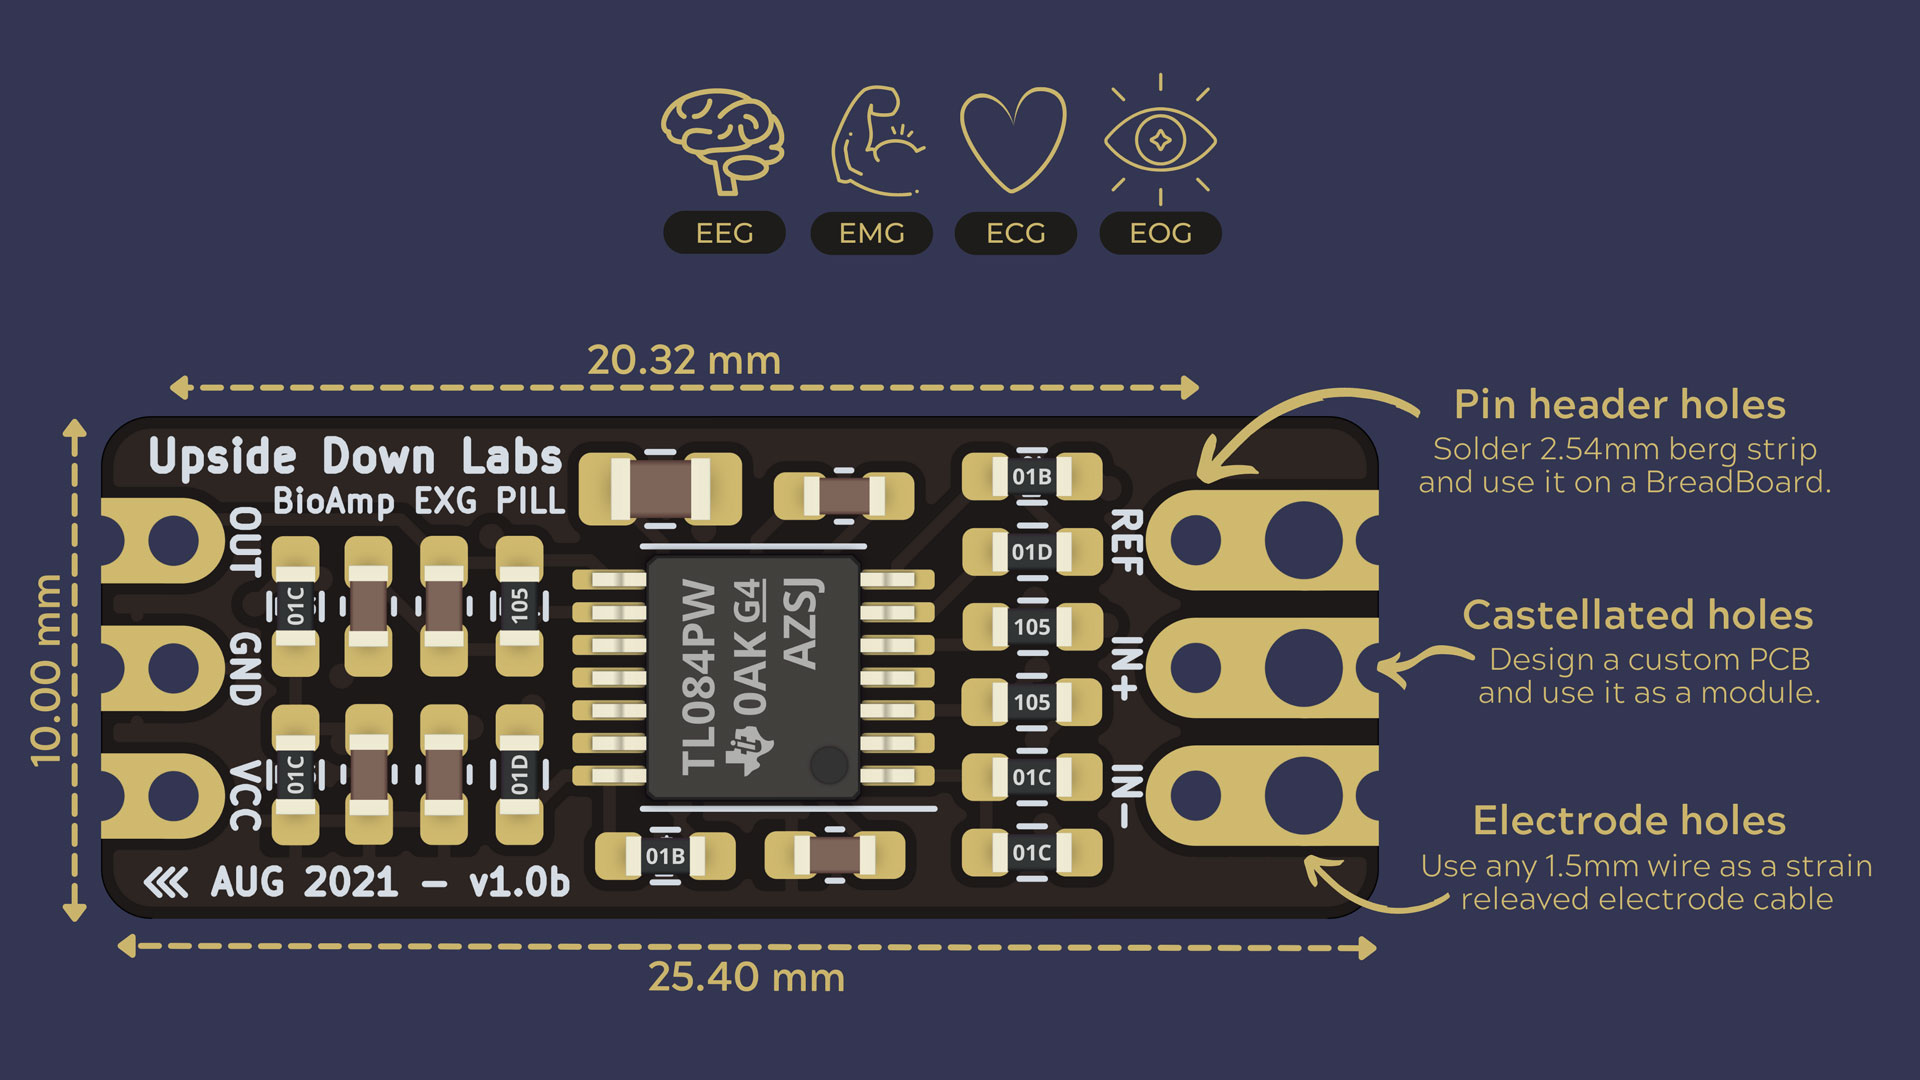 EEG EMG ECG EOG
20.32 mm
10.00 mm
Upside Down Labs
BioAmp EXG PILL
OUT
GND
VCC
01C
105
01C
01D
TL084PW
0AK G4
AZSJ
01B
01D
105
105
01C
01C
01B
REF
IN+
IN-
<<< AUG 2021 - v1.0b
25.40 mm
Pin header holes
Solder 2.54mm berg strip
and use it on a BreadBoard.
Castellated holes
Design a custom PCB
and use it as a module.
Electrode holes
Use any 1.5mm wire as a strain
releaved electrode cable